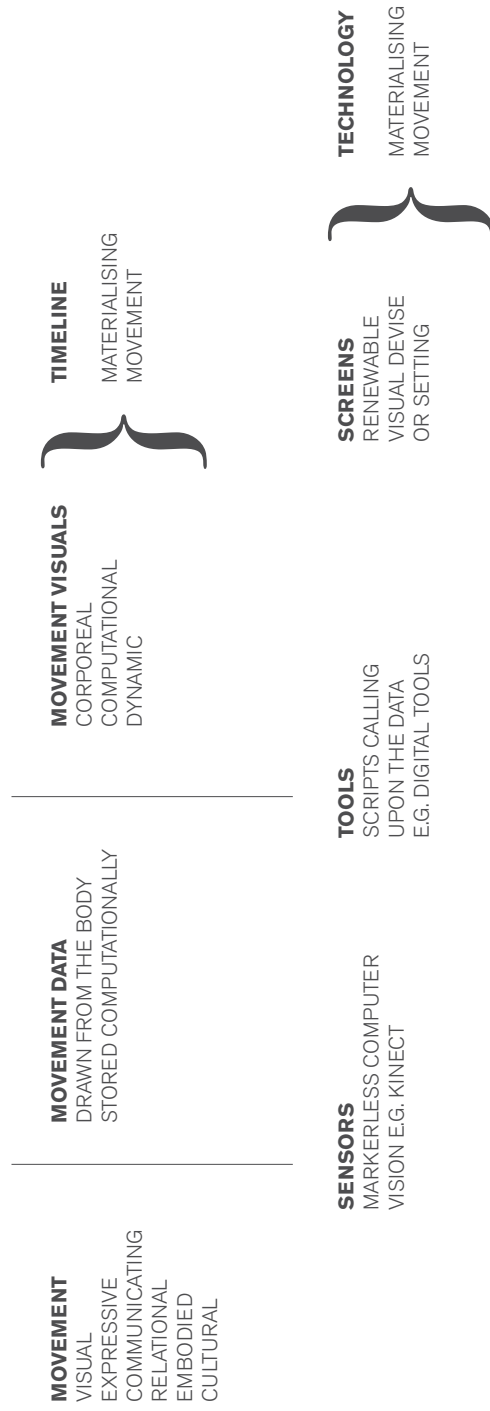 MOVEMENT
VISUAL
EXPRESSIVE
COMMUNICATING
RELATIONAL
EMBODIED
CULTURAL
MOVEMENT DATA
DRAWN FROM THE BODY
STORED COMPUTATIONALLY
MOVEMENT VISUALS
CORPOREAL
COMPUTATIONAL
DYNAMIC
TIMELINE
MATERIALISING
MOVEMENT
SENSORS
MARKERLESS COMPUTER
VISION E.G. KINECT
TOOLS
SCRIPTS CALLING
UPON THE DATA
E.G. DIGITAL TOOLS
SCREENS
RENEWABLE
VISUAL DEVISE
OR SETTING
TECHNOLOGY
MATERIALISING
MOVEMENT